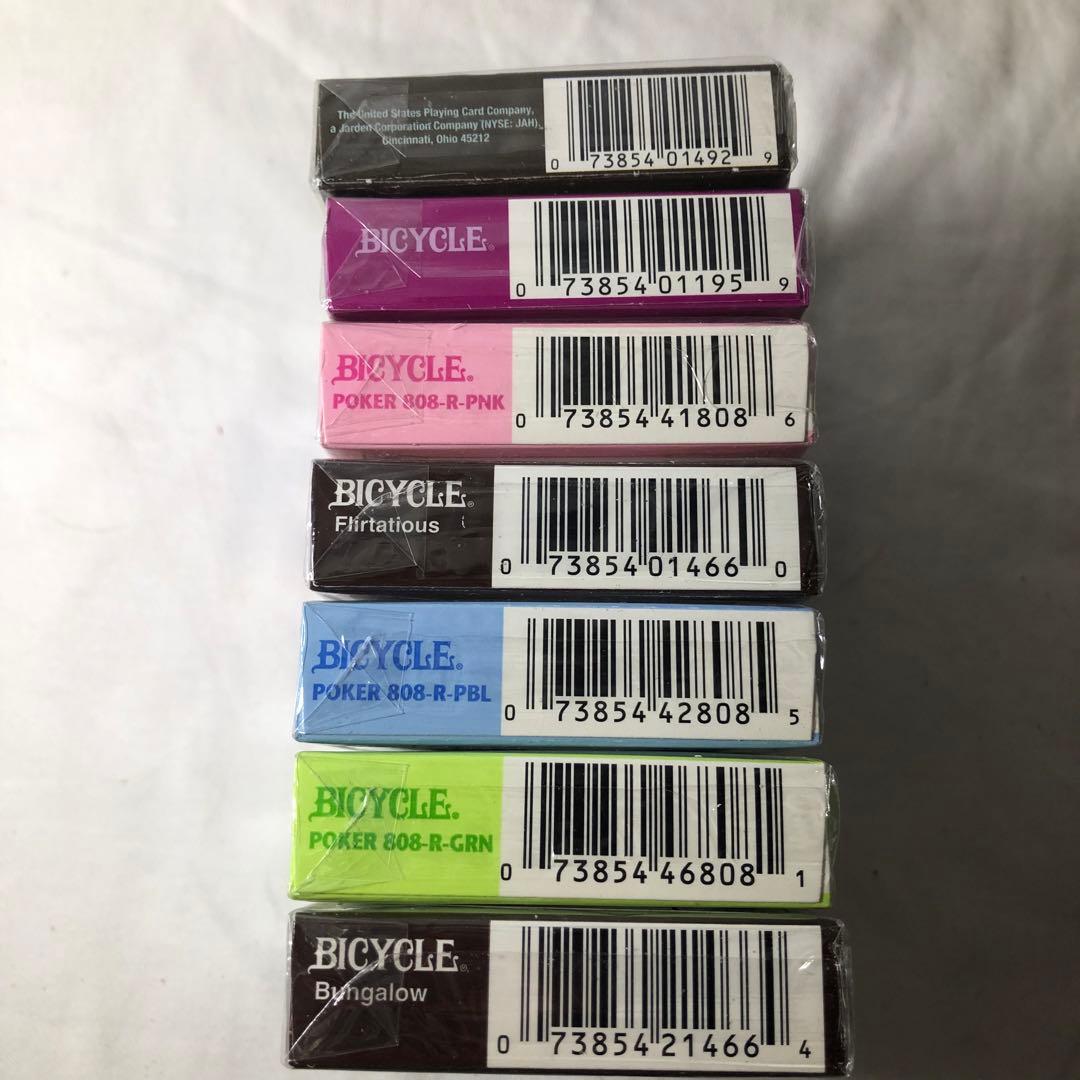 The United States Playing Card Company,
a Jarden Corporation Company (NYSE: JAH),
Cincinnati, Ohio 45212
0 73854 01492 9
BICYCLE®
0 73854 01195 9
BICYCLE®
POKER 808-R-PNK
0 73854 41808 6
BICYCLE®
Flirtatious
0 73854 01466 0
BICYCLE®
POKER 808-R-PBL
0 73854 42808 5
BICYCLE®
POKER 808-R-GRN
0 73854 46808 1
BICYCLE®
Bungalow
0 73854 21466 4